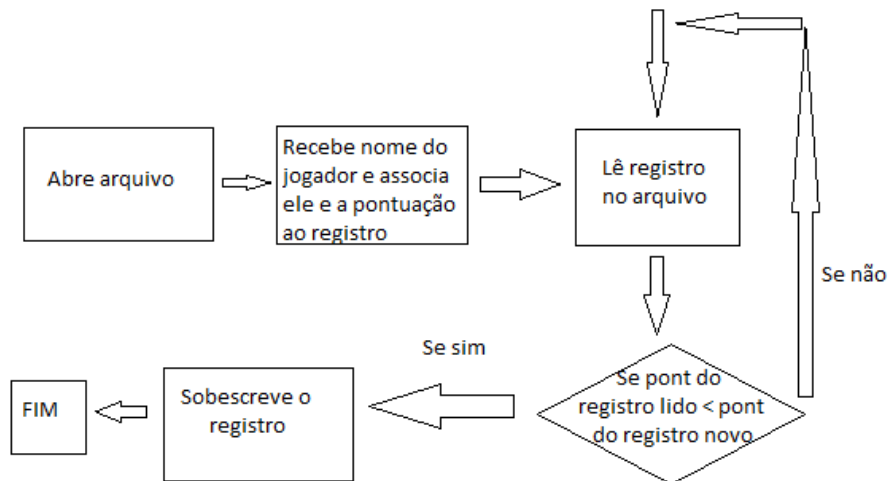 Abre arquivo
Recebe nome do
jogador e associa
ele e a pontuação
ao registro
Lê registro
no arquivo
Se não
Se pont do
registro lido < pont
do registro novo
Se sim
Sobescreve o
registro
FIM